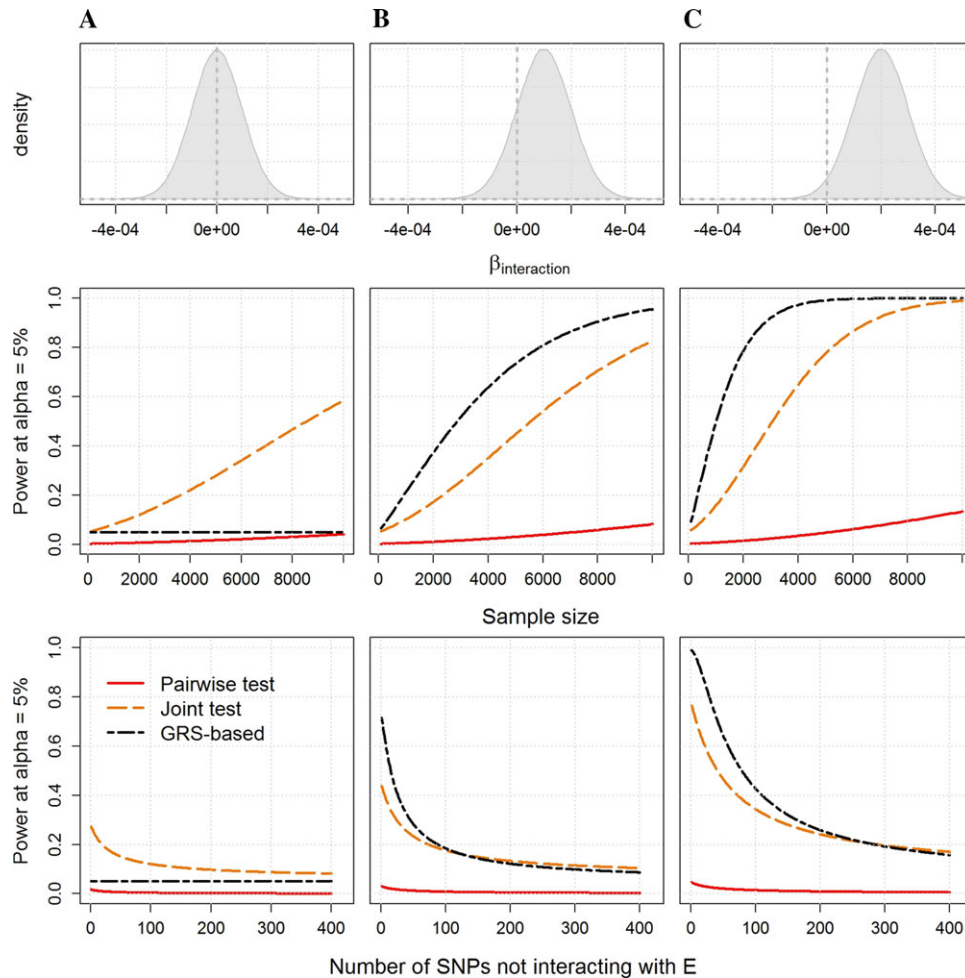 A B C
density
-4e-04 0e+00 4e-04 -4e-04 0e+00 4e-04 -4e-04 0e+00 4e-04
βinteraction
Power at alpha = 5%
1.0
0.8
0.6
0.4
0.2
0.0
0 2000 4000 6000 8000 0 2000 4000 6000 8000 0 2000 4000 6000 8000
Sample size
Power at alpha = 5%
1.0
0.8
0.6
0.4
0.2
0.0
Pairwise test
Joint test
GRS-based
0 100 200 300 400 0 100 200 300 400 0 100 200 300 400
Number of SNPs not interacting with E